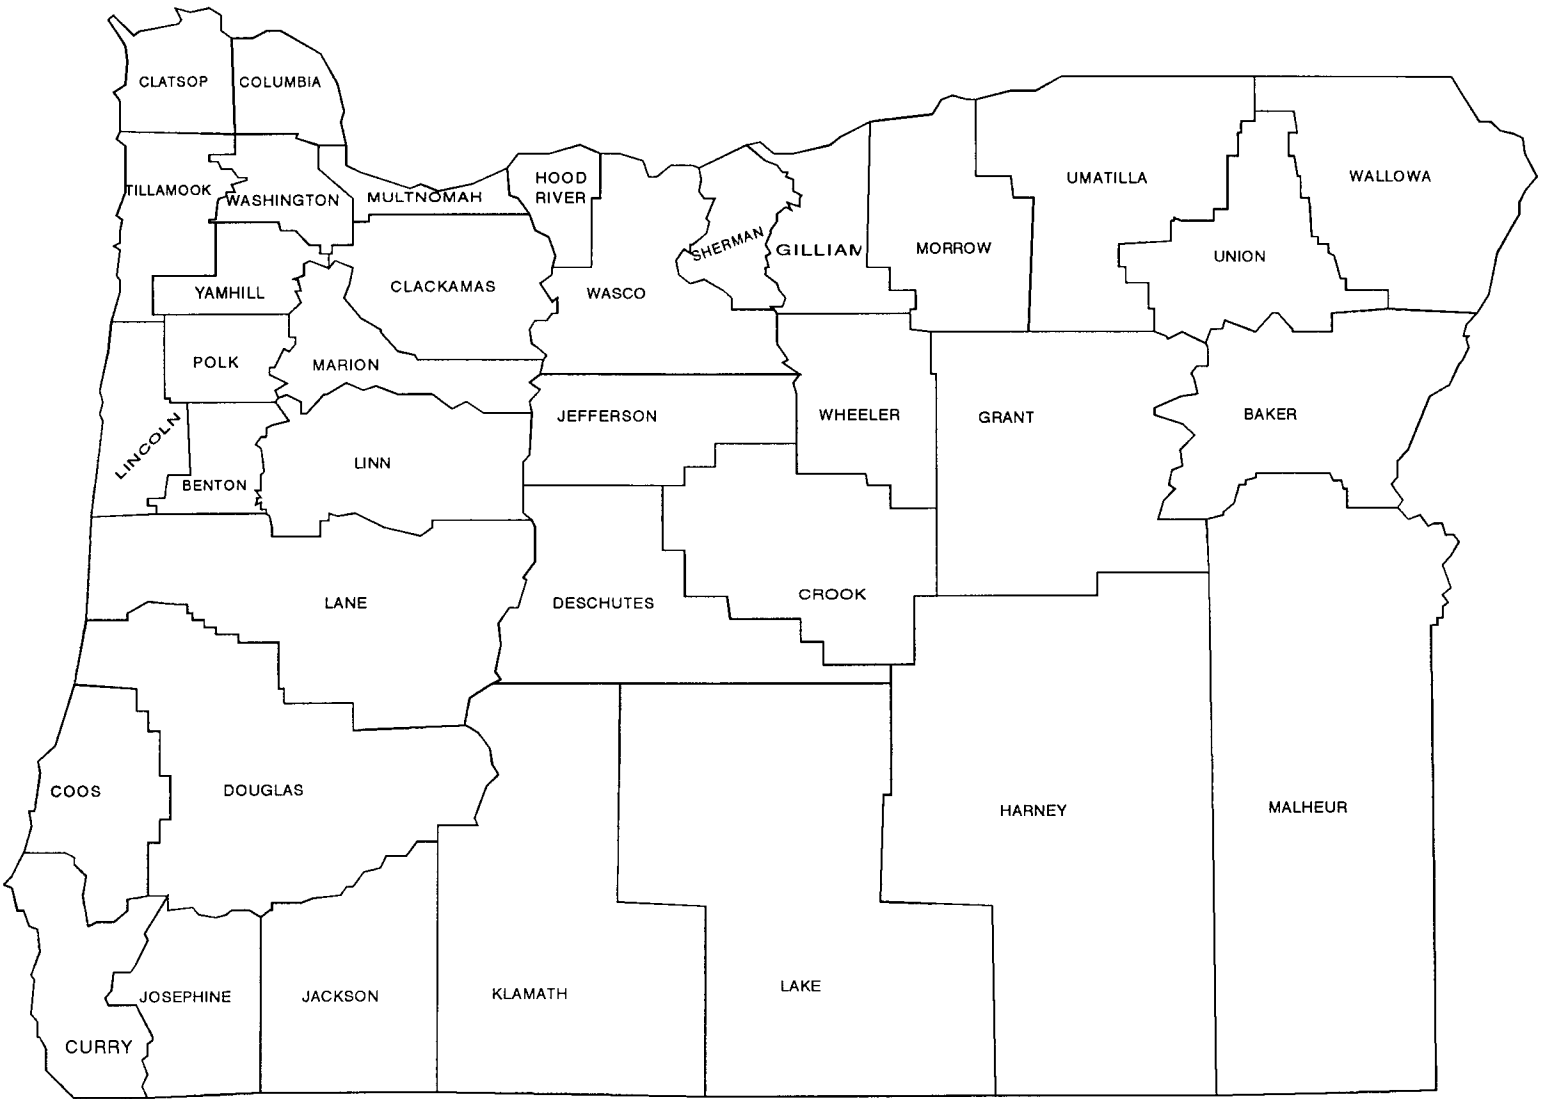 CLATSOP
COLUMBIA
TILLAMOOK
WASHINGTON
MULTNOMAH
HOOD
RIVER
SHERMAN
GILLIAM
MORROW
UMATILLA
UNION
WALLOWA
YAMHILL
CLACKAMAS
WASCO
POLK
MARION
JEFFERSON
WHEELER
GRANT
BAKER
LINCOLN
BENTON
LINN
LANE
DESCHUTES
CROOK
COOS
DOUGLAS
HARNEY
MALHEUR
CURRY
JOSEPHINE
JACKSON
KLAMATH
LAKE